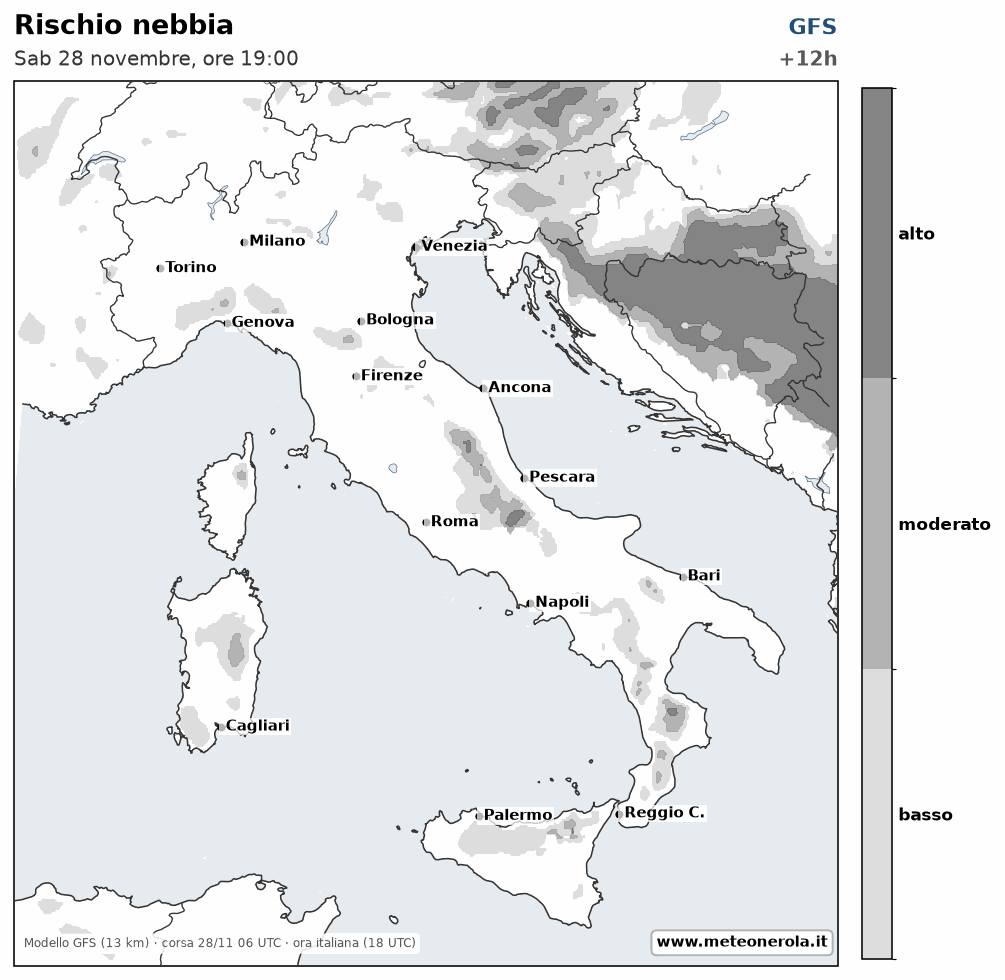 Rischio nebbia
GFS
Sab 28 novembre, ore 19:00
+12h
alto
Venezia
Milano
Torino
Bologna
Genova
Firenze
Ancona
Pescara
Roma
moderato
Bari
Napoli
Cagliari
Palermo
Reggio C.
basso
Modello GFS (13 km) · corsa 28/11 06 UTC · ora italiana (18 UTC)
www.meteonerola.it